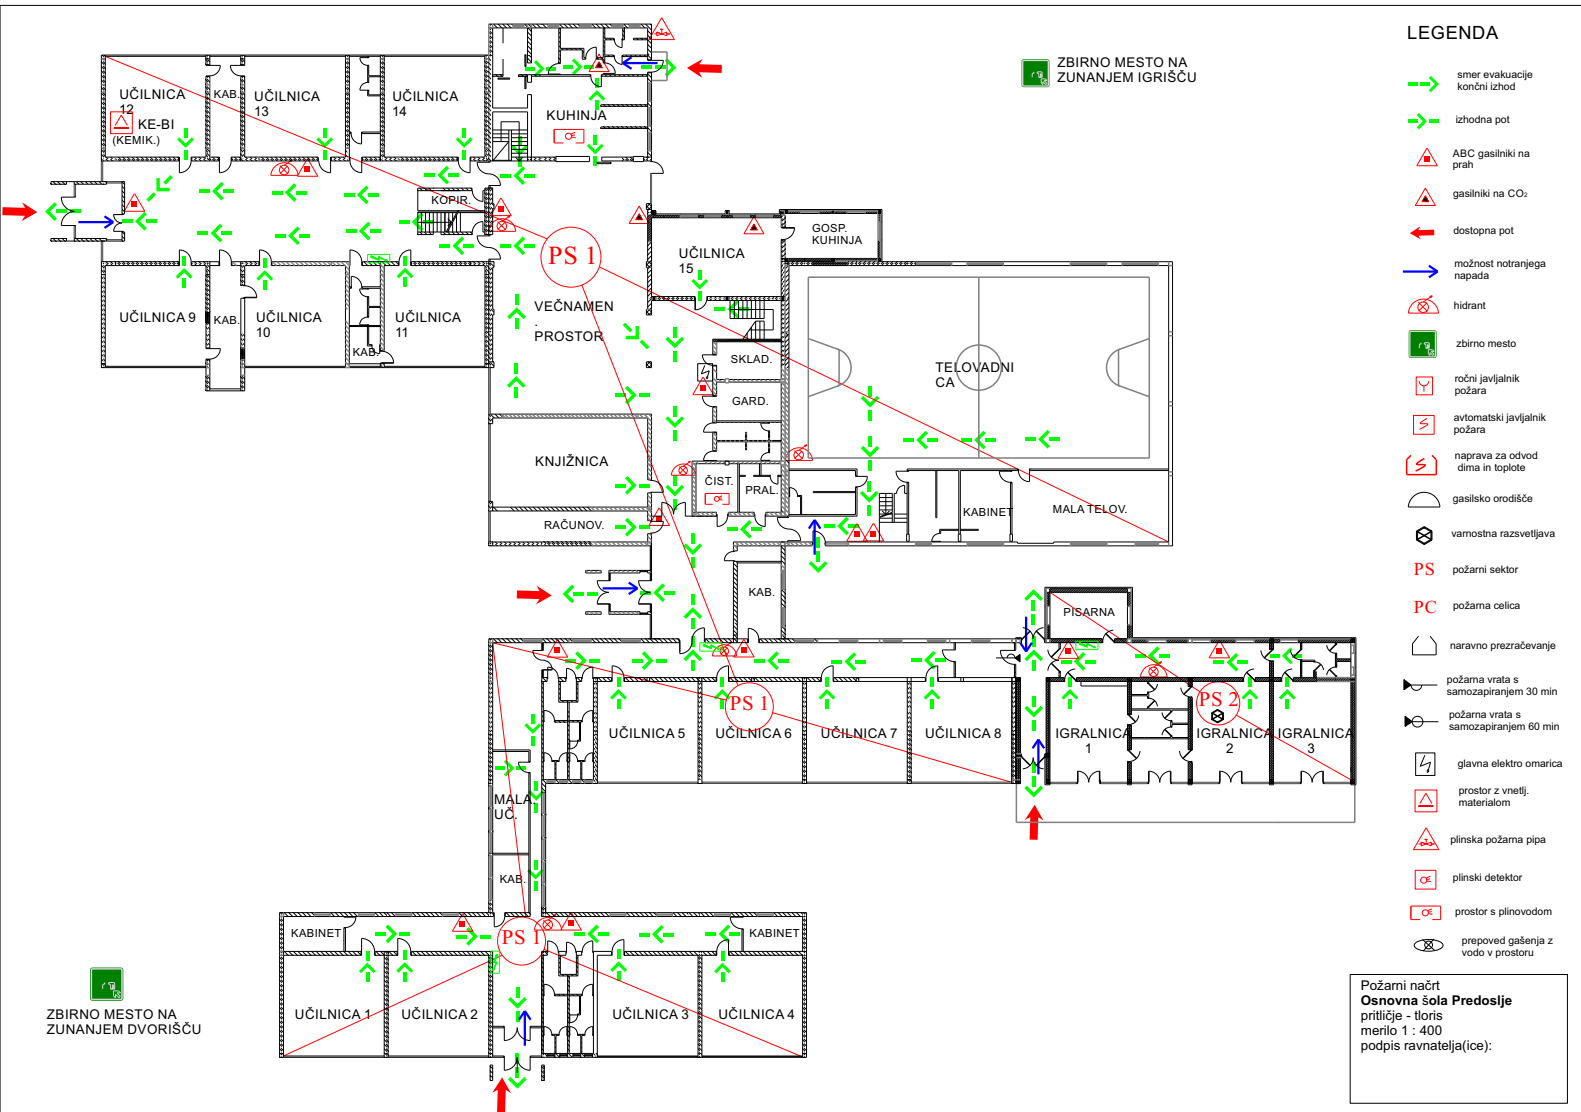 ZBIRNO MESTO NA
ZUNANJEM IGRIŠČU
UČILNICA
12
KE-BI
(KEMIK.)
KAB.
UČILNICA
13
UČILNICA
14
KUHINJA
KOPIR.
PS 1
UČILNICA
15
GOSP.
KUHINJA
UČILNICA 9
KAB.
UČILNICA
10
KAB.
UČILNICA
11
VEČNAMEN
.
PROSTOR
SKLAD.
GARD.
TELOVADNI
CA
KNJIŽNICA
ČIST.
PRAL.
RAČUNOV.
KABINET
MALA TELOV.
KAB.
PISARNA
UČILNICA 5
PS 1
UČILNICA 6
UČILNICA 7
UČILNICA 8
IGRALNICA
1
PS 2
IGRALNICA
2
IGRALNICA
3
MALA
UČ.
KAB.
KABINET
PS 1
KABINET
UČILNICA 1
UČILNICA 2
UČILNICA 3
UČILNICA 4
ZBIRNO MESTO NA
ZUNANJEM DVORIŠČU
LEGENDA
smer evakuacije
končni izhod
izhodna pot
ABC gasilniki na
prah
gasilniki na CO₂
dostopna pot
možnost notranjega
napada
hidrant
zbirno mesto
ročni javljalnik
požara
avtomatski javljalnik
požara
naprava za odvod
dima in toplote
gasilsko orodišče
varnostna razsvetljava
PS požarni sektor
PC požarna celica
naravno prezračevanje
požarna vrata s
samozapiranjem 30 min
požarna vrata s
samozapiranjem 60 min
glavna elektro omarica
prostor z vnetlj.
materialom
plinska požarna pipa
plinski detektor
prostor s plinovodom
prepoved gašenja z
vodo v prostoru
Požarni načrt
Osnovna šola Predoslje
pritličje - tloris
merilo 1 : 400
podpis ravnatelja(ice):